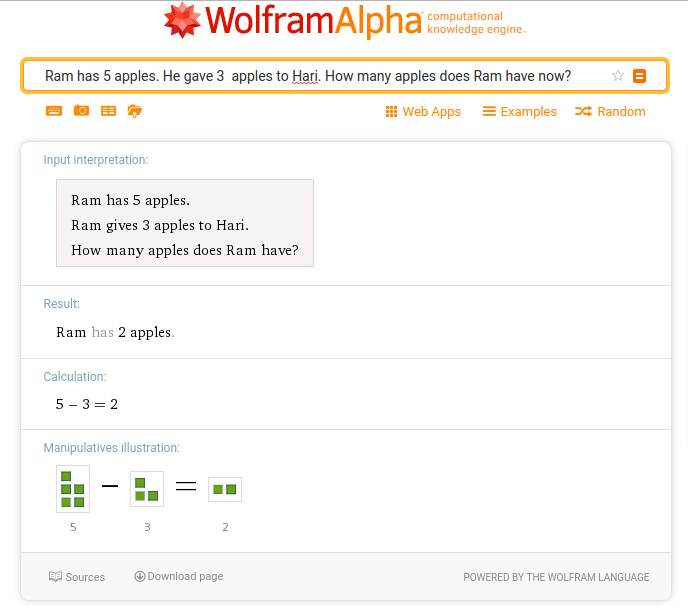 WolframAlpha computational knowledge engine.
Ram has 5 apples. He gave 3  apples to Hari. How many apples does Ram have now?
Web Apps Examples Random
Input interpretation:
Ram has 5 apples.
Ram gives 3 apples to Hari.
How many apples does Ram have?
Result:
Ram has 2 apples.
Calculation:
5 − 3 = 2
Manipulatives illustration:
− =
5 3 2
Sources Download page POWERED BY THE WOLFRAM LANGUAGE